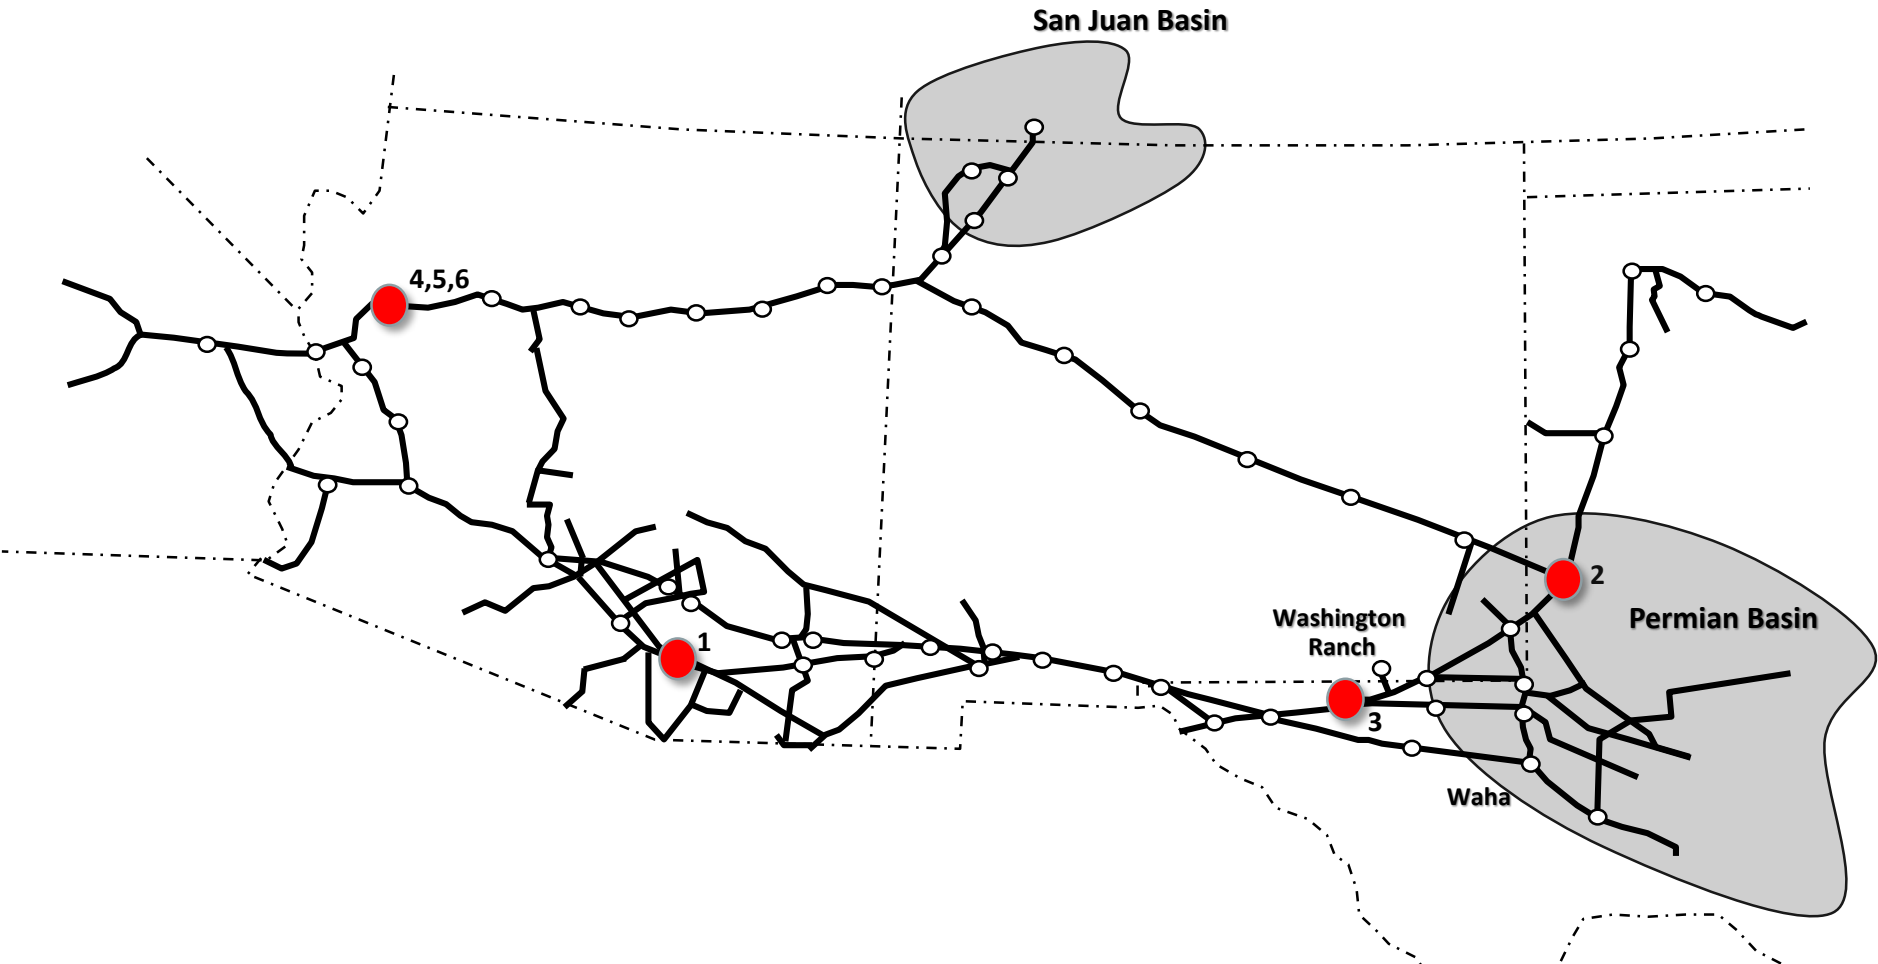 San Juan Basin
4,5,6
2
Washington
Ranch
Permian Basin
1
3
Waha